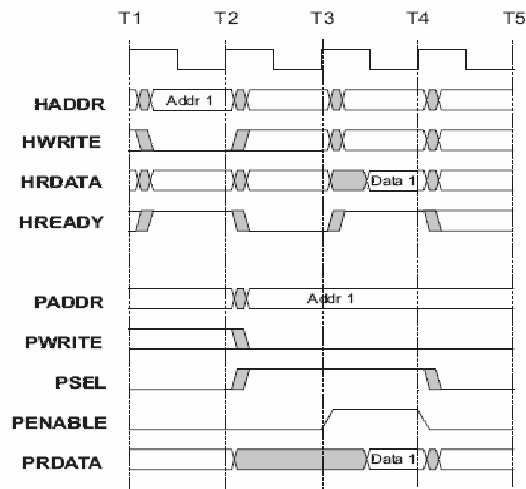 T1 T2 T3 T4 T5
HADDR Addr 1
HWRITE
HRDATA Data 1
HREADY
PADDR Addr 1
PWRITE
PSEL
PENABLE
PRDATA Data 1